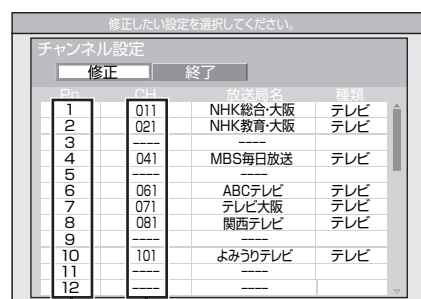 修正したい設定を選択してください。
チャンネル設定
修正 終了
Po CH 放送局名 種類
1 011 NHK総合・大阪 テレビ
2 021 NHK教育・大阪 テレビ
3 ---- ----
4 041 MBS毎日放送 テレビ
5 ---- ----
6 061 ABCテレビ テレビ
7 071 テレビ大阪 テレビ
8 081 関西テレビ テレビ
9 ---- ----
10 101 よみうりテレビ テレビ
11 ---- ----
12 ---- ----